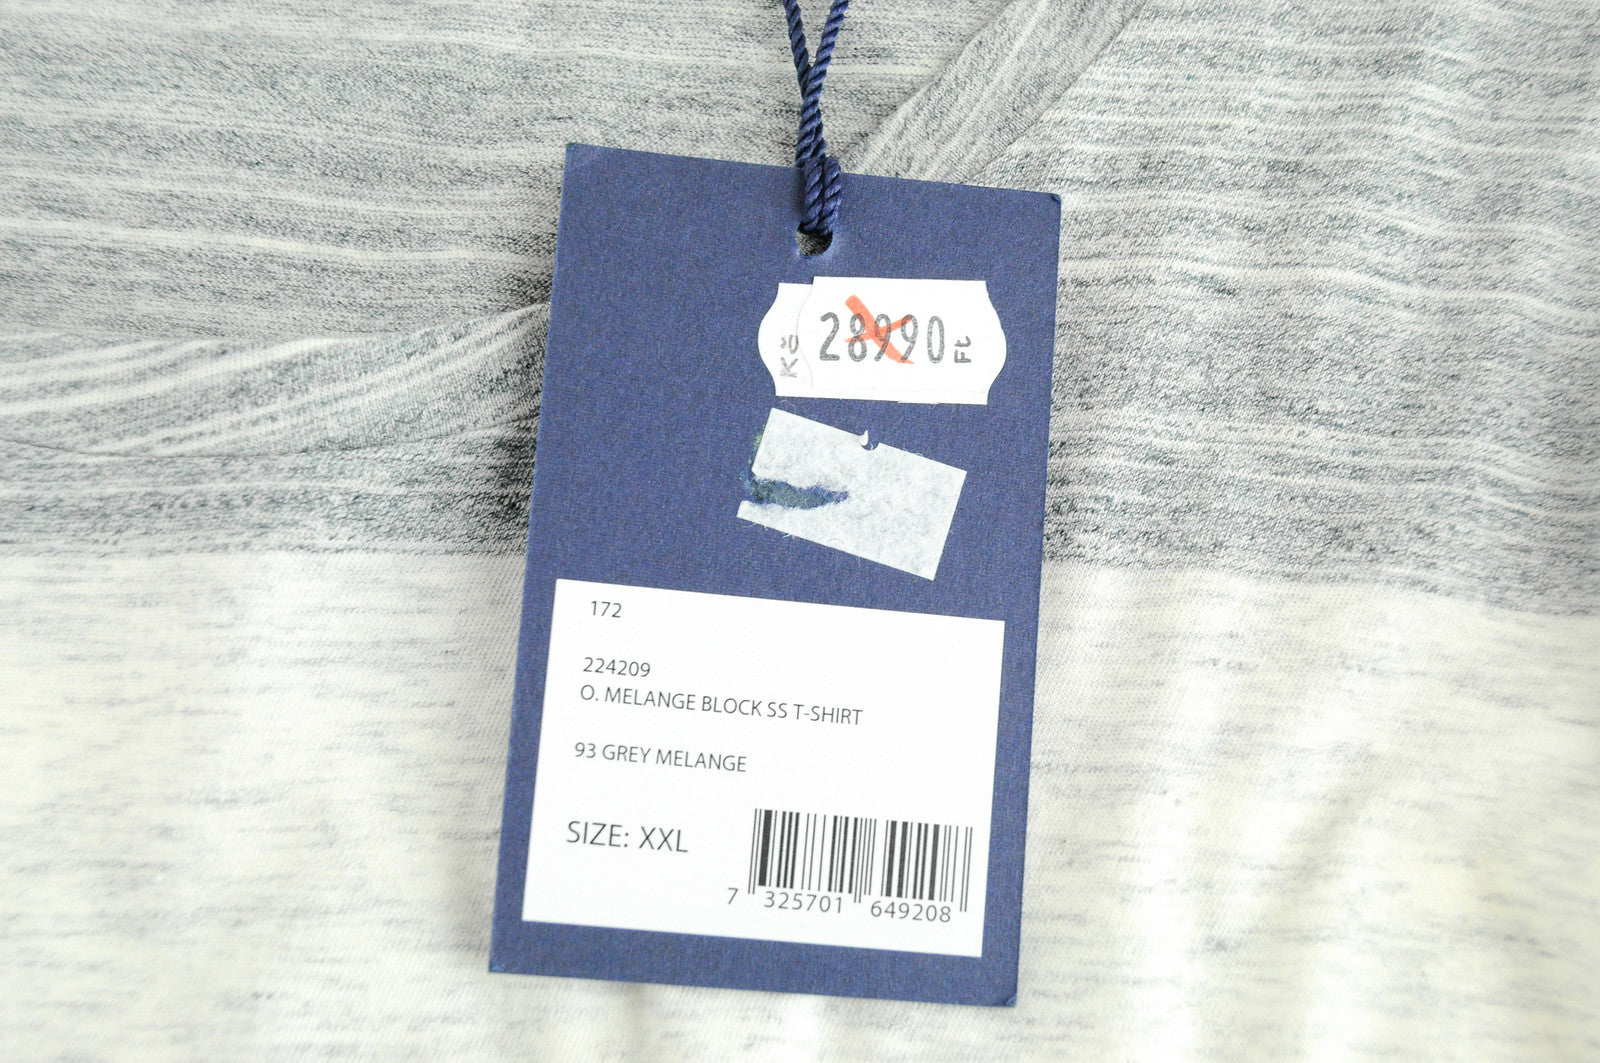 Kč 28990 Ft
172
224209
O. MELANGE BLOCK SS T-SHIRT
93 GREY MELANGE
SIZE: XXL
7 325701 649208